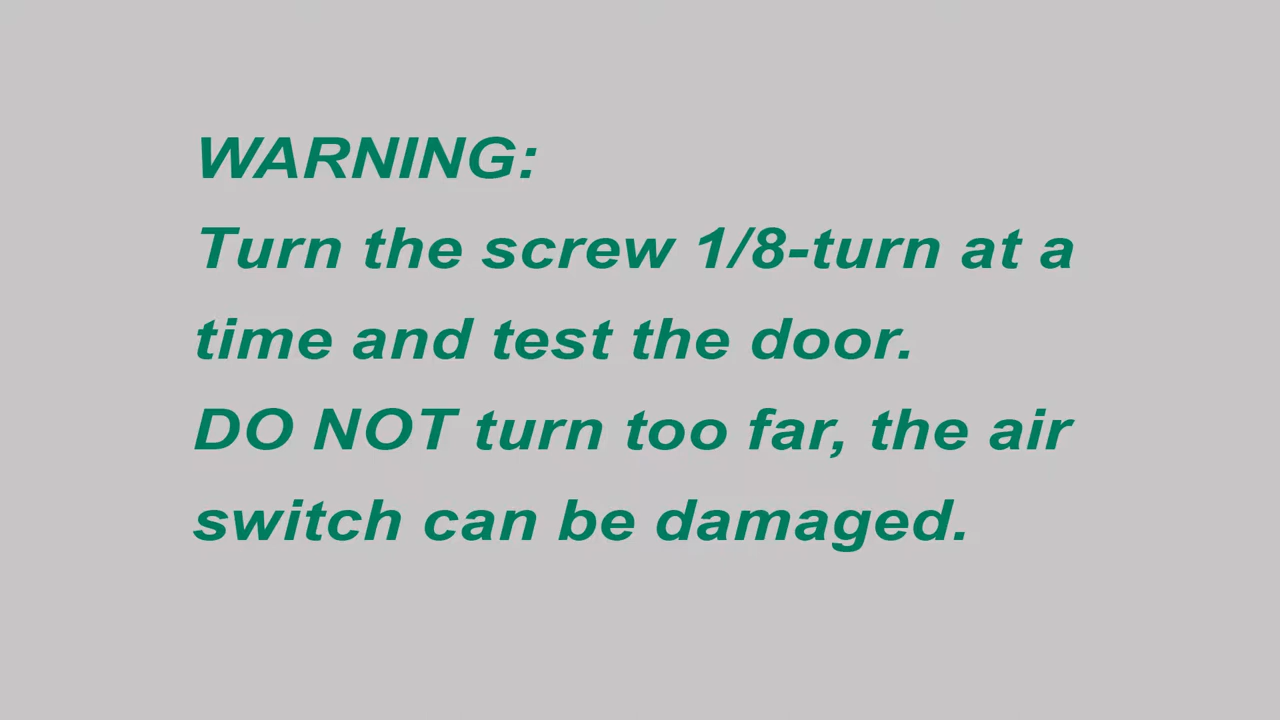 WARNING:
Turn the screw 1/8-turn at a
time and test the door.
DO NOT turn too far, the air
switch can be damaged.